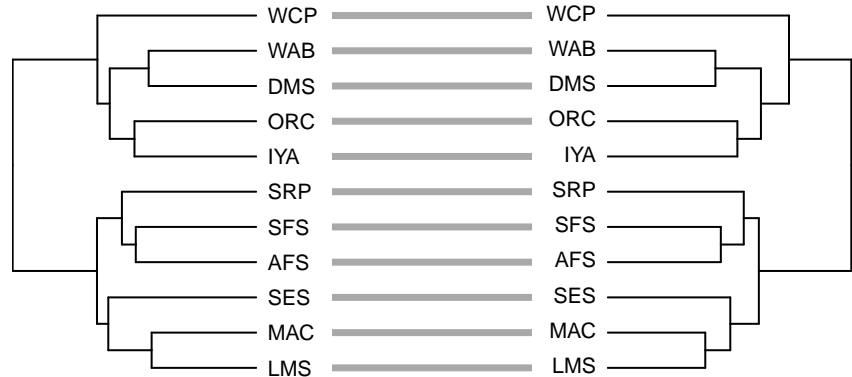 WCP WCP
WAB WAB
DMS DMS
ORC ORC
IYA IYA
SRP SRP
SFS SFS
AFS AFS
SES SES
MAC MAC
LMS LMS